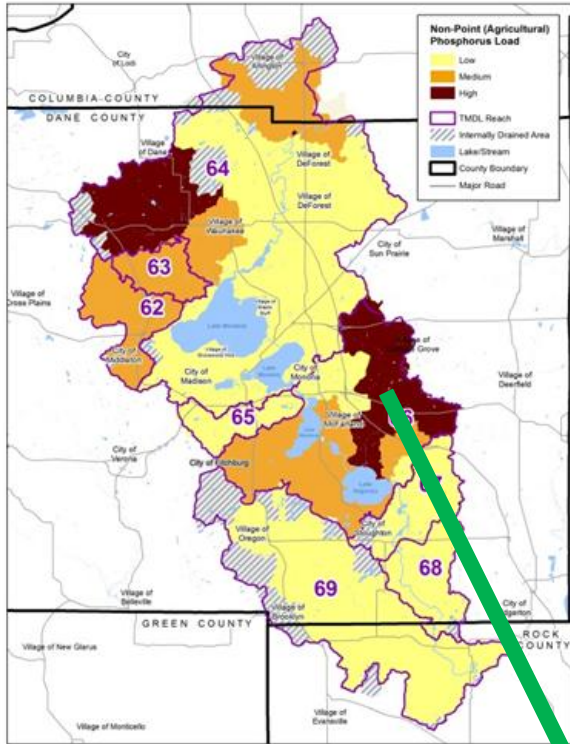 Non-Point (Agricultural)
Phosphorus Load
Low
Medium
High
TMDL Reach
Internally Drained Area
Lake/Stream
County Boundary
Major Road
City
of Lodi
Village of
Arlington
COLUMBIA COUNTY
DANE COUNTY
Village
of Dane
64
Village of
DeForest
Village of
DeForest
Village of
Marshall
Village of
Waunakee
City of
Sun Prairie
63
Village of
Cross Plains
62
Lake Mendota
Grove
City of
Middleton
City of
Madison
City of
Monona
Village of
Deerfield
65
Village of
McFarland
City of
Verona
City of Fitchburg
City of
Stoughton
Village of
Oregon
68
69
Village of
Belleville
Village of
Brooklyn
City of
GREEN COUNTY
ROCK
COUNTY
Village of New Glarus
Village of
Evansville
Village of Monticello